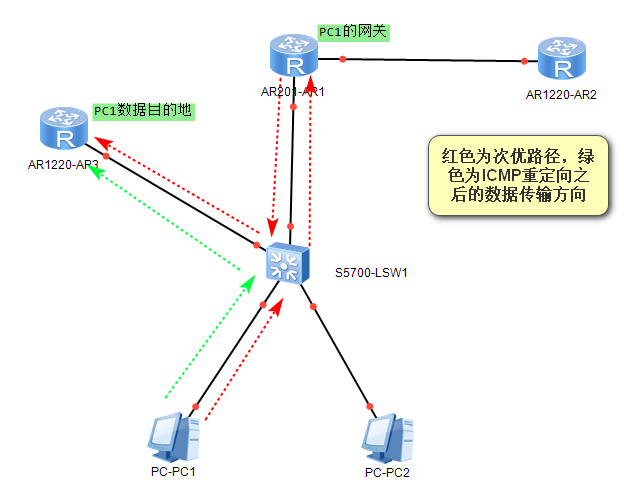 PC1的网关
R
AR201-AR1
R
AR1220-AR2
PC1数据目的地
R
AR1220-AR3
红色为次优路径，绿
色为ICMP重定向之
后的数据传输方向
S5700-LSW1
PC-PC1
PC-PC2